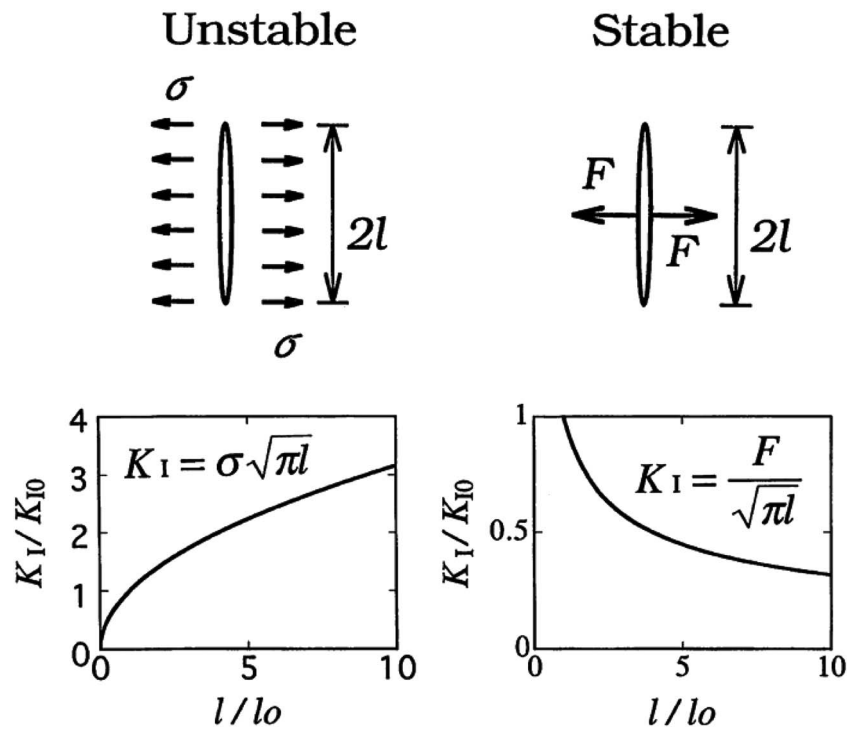 Unstable
σ
2l
σ
4
3
2
1
0
K_I = σ√πl
K_I / K_I0
0
5
10
l / lo
Stable
F
F
2l
1
0.5
0
K_I = F / √πl
K_I / K_I0
0
5
10
l / lo